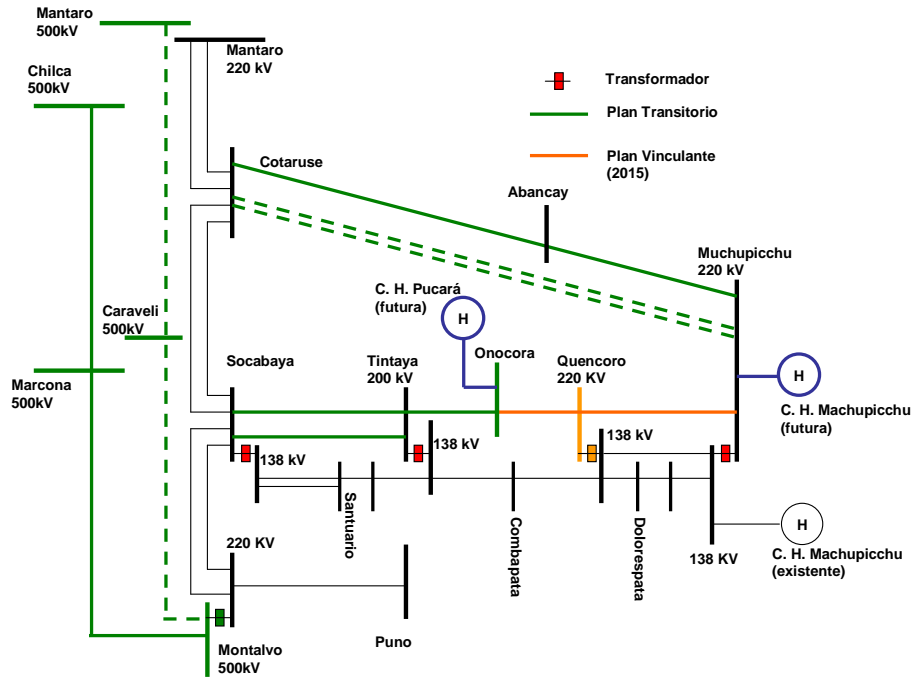 Mantaro
500kV
Mantaro
220 kV
Chilca
500kV
Transformador
Plan Transitorio
Plan Vinculante
(2015)
Cotaruse
Abancay
Muchupicchu
220 kV
C. H. Pucará
(futura)
H
Caraveli
500kV
Onocora
Socabaya
Tintaya
200 kV
Quencoro
220 KV
Marcona
500kV
H
C. H. Machupicchu
(futura)
138 kV
138 kV
138 kV
Santuario
Combapata
Dolorespata
H
C. H. Machupicchu
(existente)
138 KV
220 KV
Puno
Montalvo
500kV